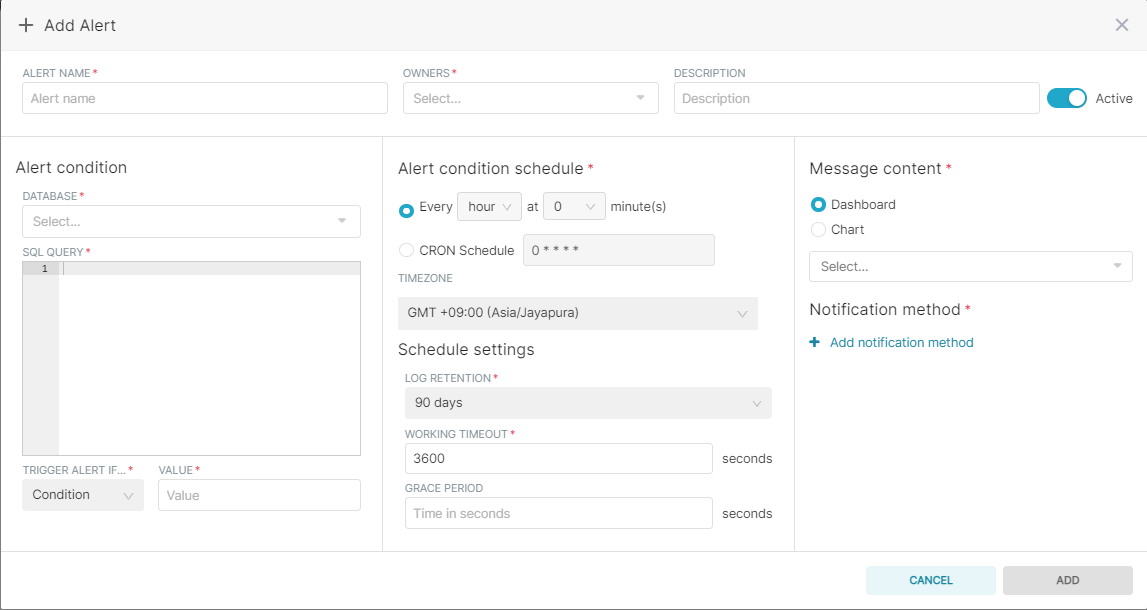 + Add Alert
ALERT NAME*
Alert name
OWNERS*
Select...
DESCRIPTION
Description
Active
Alert condition
DATABASE*
Select...
SQL QUERY*
1
TRIGGER ALERT IF...*
Condition
VALUE*
Value
Alert condition schedule *
Every hour at 0 minute(s)
CRON Schedule 0 * * * *
TIMEZONE
GMT +09:00 (Asia/Jayapura)
Schedule settings
LOG RETENTION*
90 days
WORKING TIMEOUT*
3600 seconds
GRACE PERIOD
Time in seconds seconds
Message content *
Dashboard
Chart
Select...
Notification method *
+ Add notification method
CANCEL
ADD